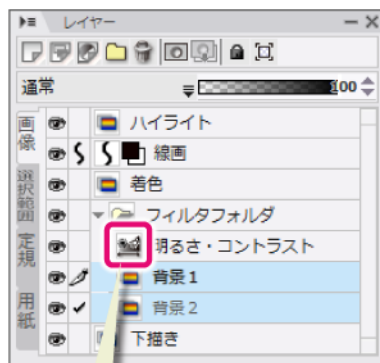 レイヤー
通常
100
画像
選択範囲
定規
用紙
ハイライト
線画
着色
フィルタフォルダ
明るさ・コントラスト
背景1
背景2
下描き